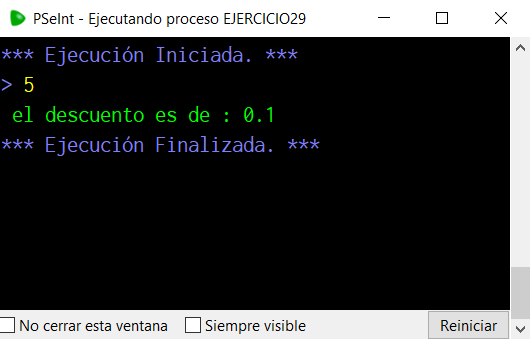 PSeInt - Ejecutando proceso EJERCICIO29
*** Ejecución Iniciada. ***
> 5
el descuento es de : 0.1
*** Ejecución Finalizada. ***
No cerrar esta ventana Siempre visible Reiniciar